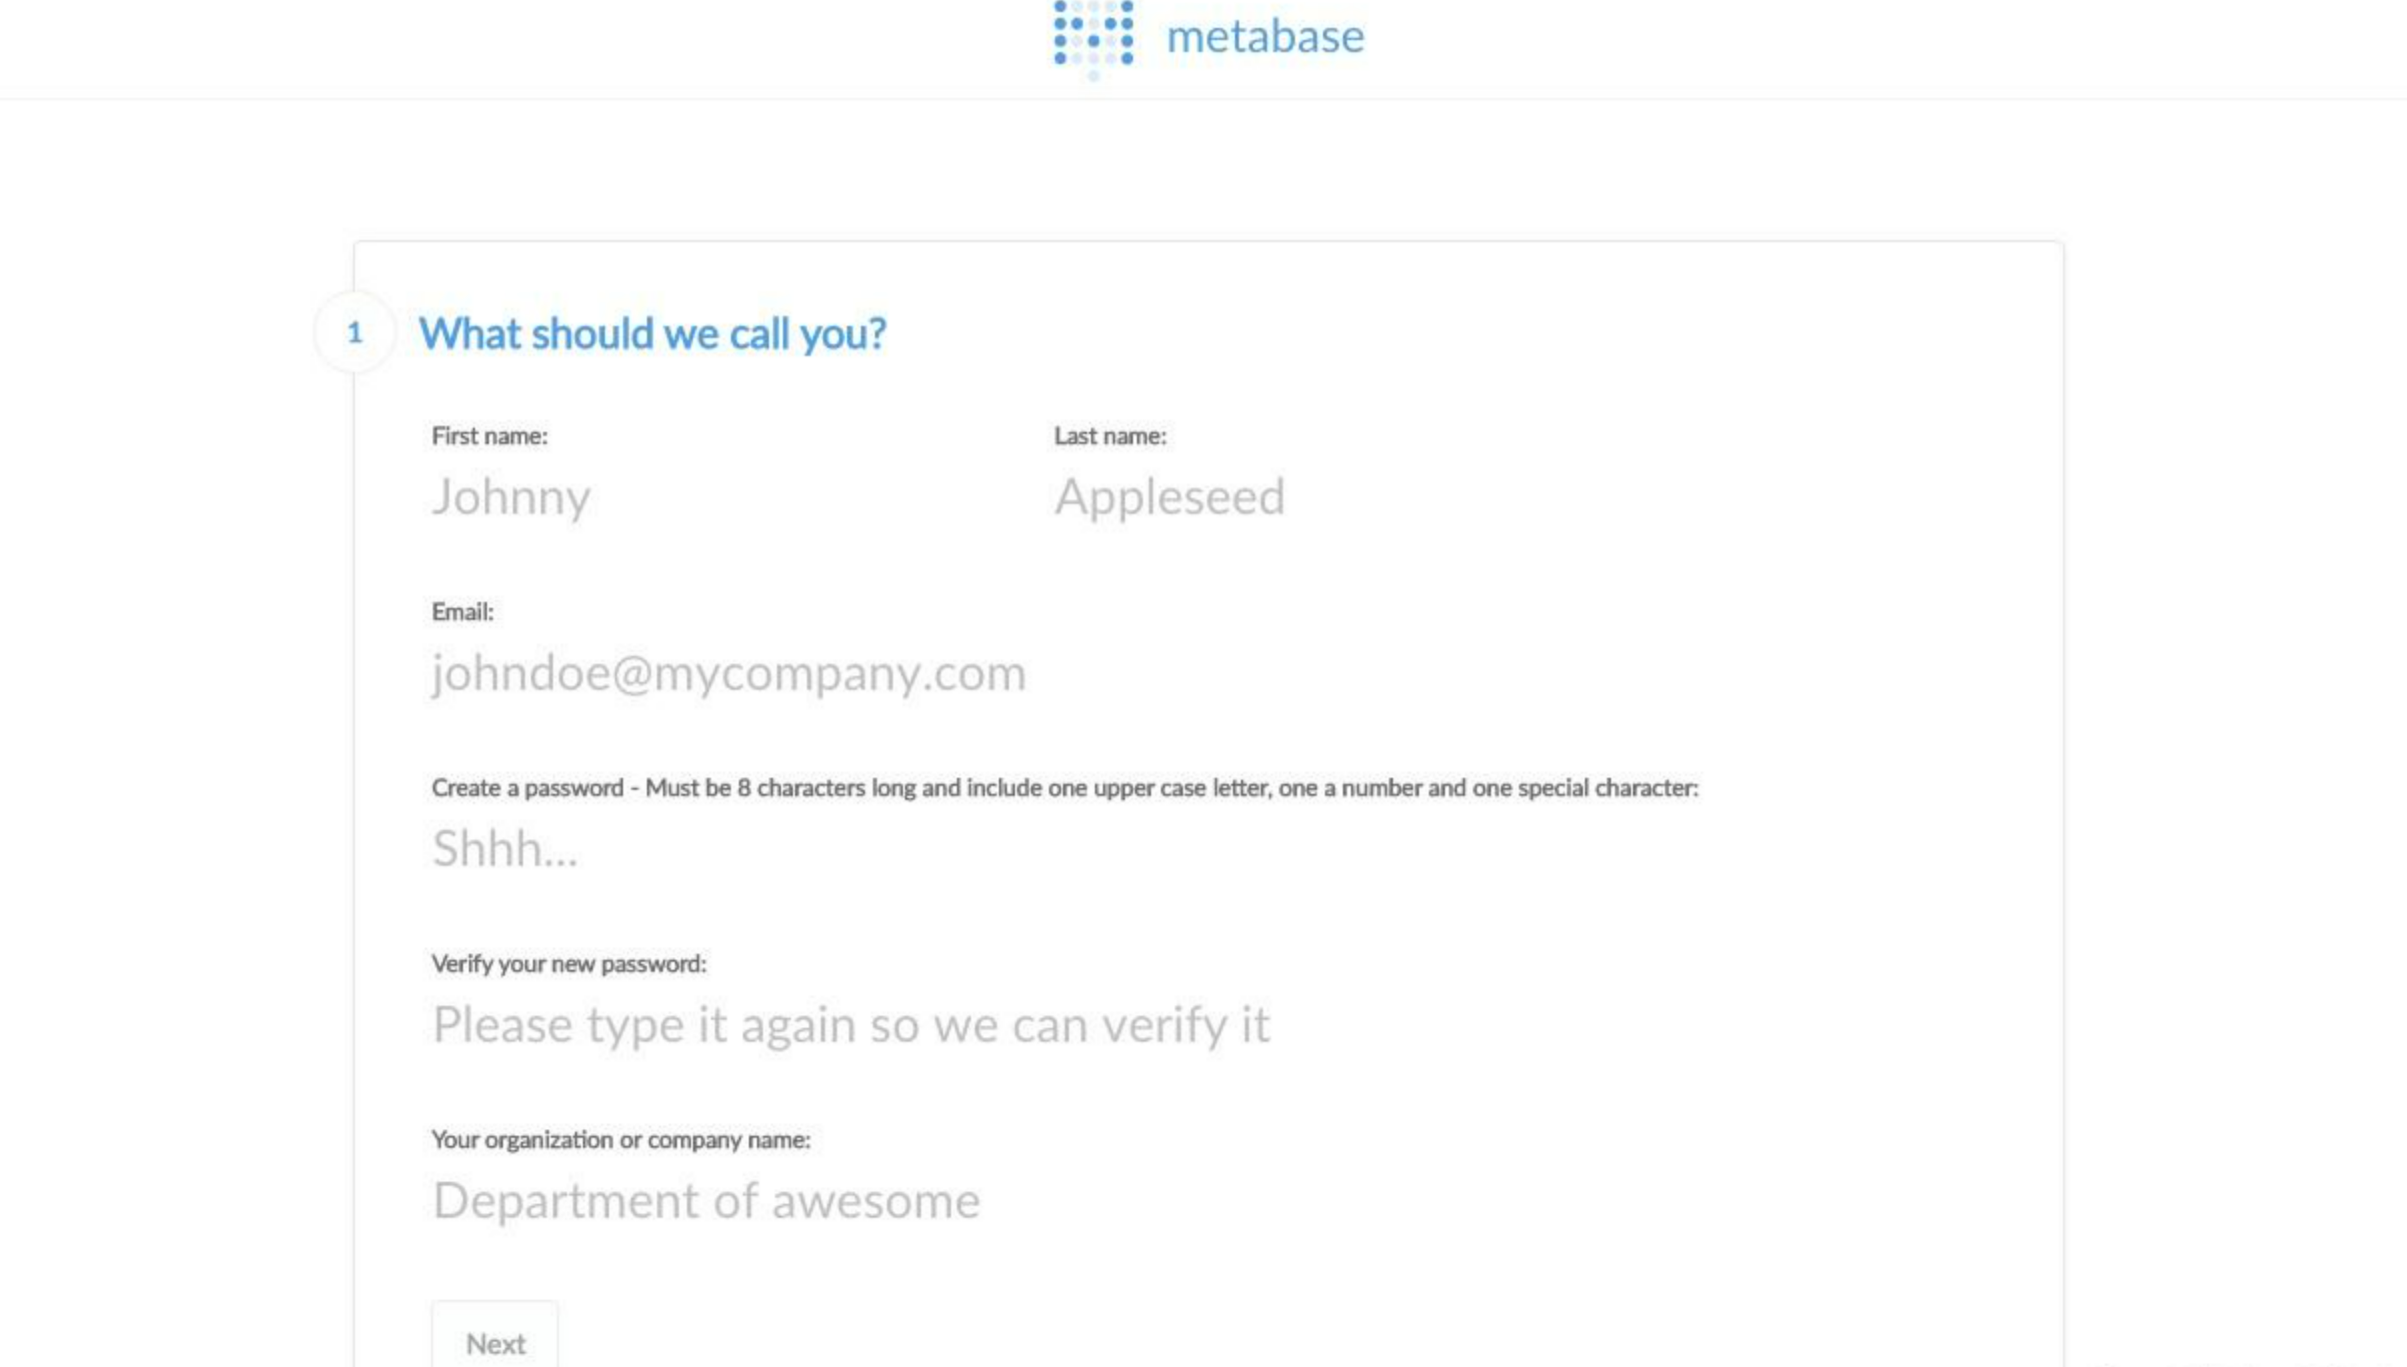 metabase
1
What should we call you?
First name: Last name:
Johnny Appleseed
Email:
johndoe@mycompany.com
Create a password - Must be 8 characters long and include one upper case letter, one a number and one special character:
Shhh...
Verify your new password:
Please type it again so we can verify it
Your organization or company name:
Department of awesome
Next